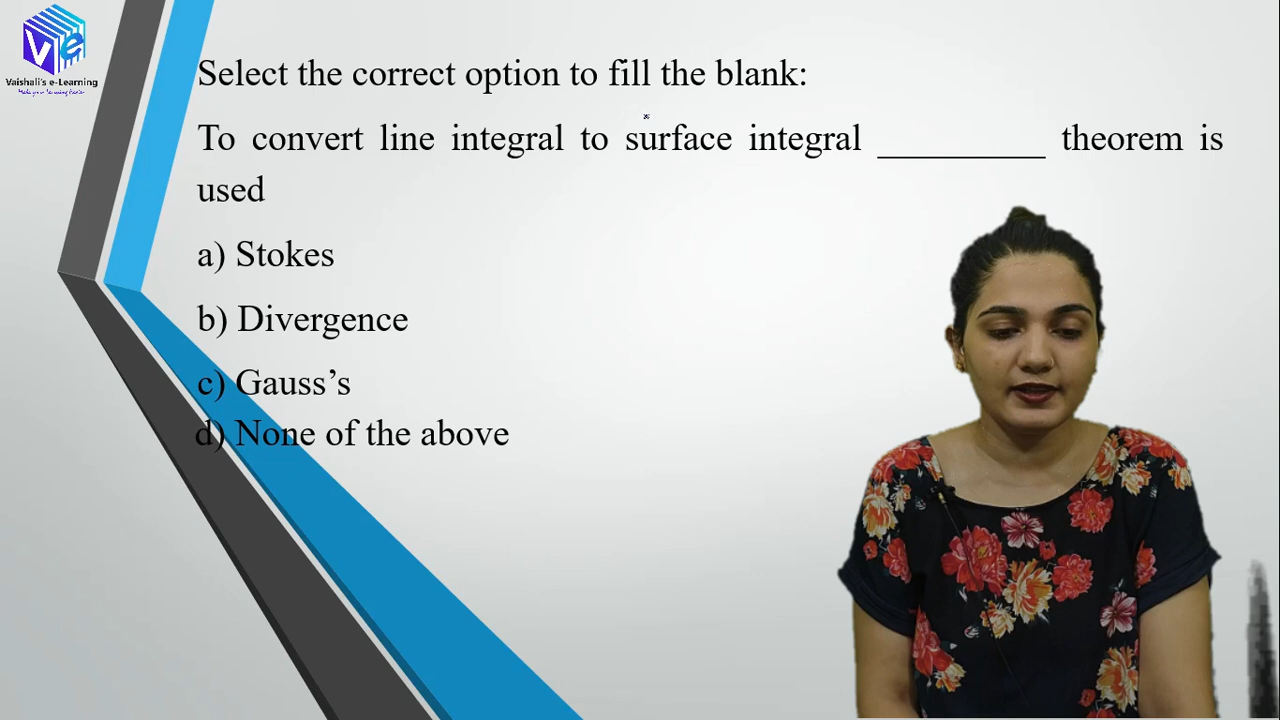 Vaishali's e-Learning
Select the correct option to fill the blank:
To convert line integral to surface integral _________ theorem is
used
a) Stokes
b) Divergence
c) Gauss’s
d) None of the above